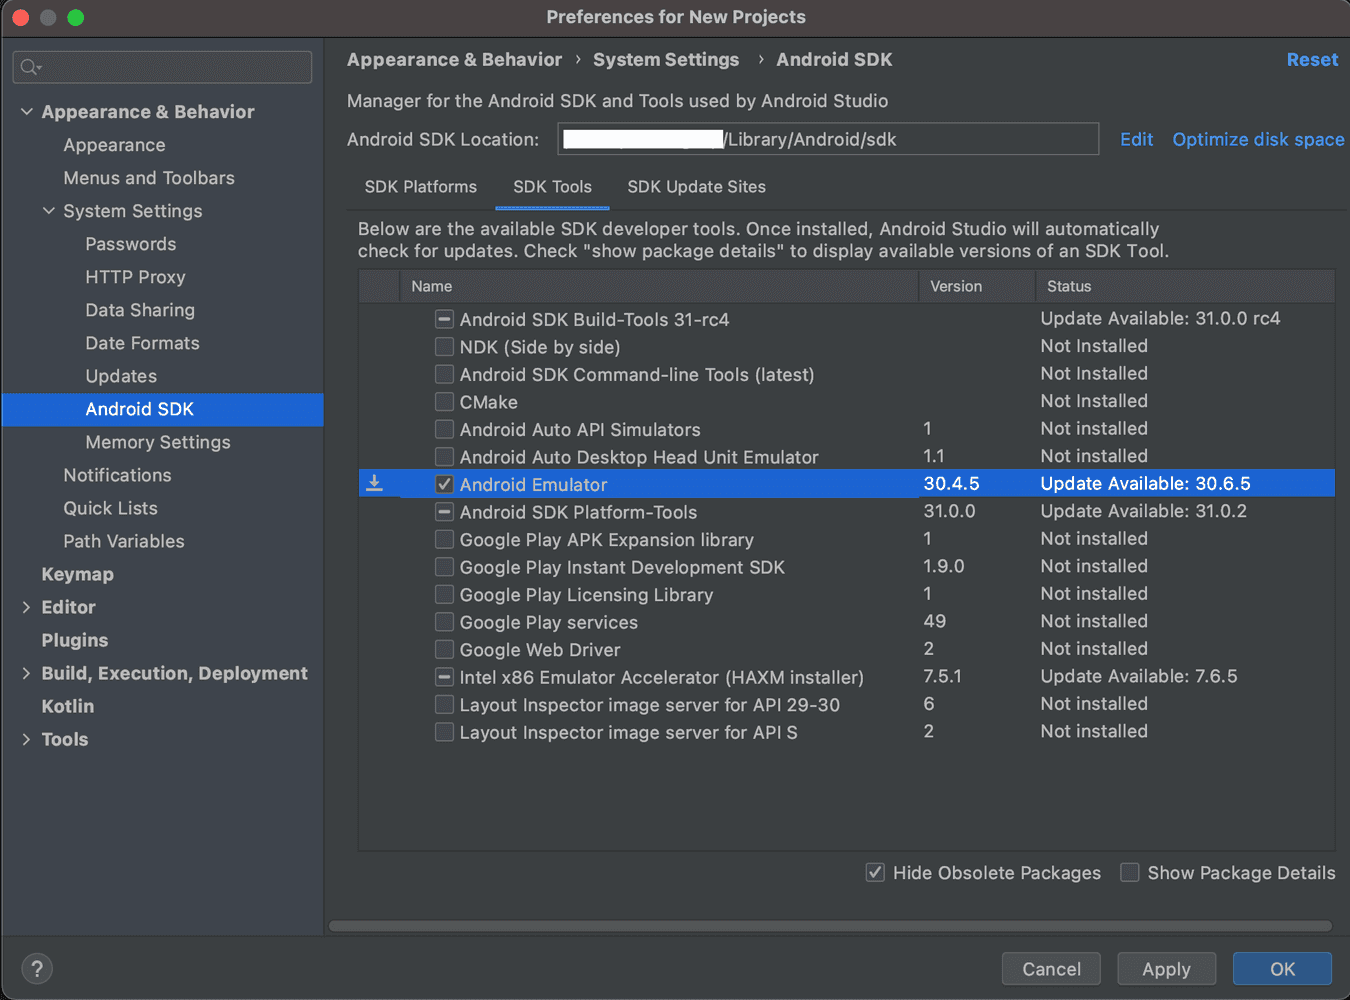 Preferences for New Projects
Appearance & Behavior
Appearance
Menus and Toolbars
System Settings
Passwords
HTTP Proxy
Data Sharing
Date Formats
Updates
Android SDK
Memory Settings
Notifications
Quick Lists
Path Variables
Keymap
Editor
Plugins
Build, Execution, Deployment
Kotlin
Tools
Appearance & Behavior › System Settings › Android SDK Reset
Manager for the Android SDK and Tools used by Android Studio
Android SDK Location: /Library/Android/sdk Edit Optimize disk space
SDK Platforms SDK Tools SDK Update Sites
Below are the available SDK developer tools. Once installed, Android Studio will automatically
check for updates. Check "show package details" to display available versions of an SDK Tool.
Name Version Status
Android SDK Build-Tools 31-rc4 Update Available: 31.0.0 rc4
NDK (Side by side) Not Installed
Android SDK Command-line Tools (latest) Not Installed
CMake Not Installed
Android Auto API Simulators 1 Not installed
Android Auto Desktop Head Unit Emulator 1.1 Not installed
Android Emulator 30.4.5 Update Available: 30.6.5
Android SDK Platform-Tools 31.0.0 Update Available: 31.0.2
Google Play APK Expansion library 1 Not installed
Google Play Instant Development SDK 1.9.0 Not installed
Google Play Licensing Library 1 Not installed
Google Play services 49 Not installed
Google Web Driver 2 Not installed
Intel x86 Emulator Accelerator (HAXM installer) 7.5.1 Update Available: 7.6.5
Layout Inspector image server for API 29-30 6 Not installed
Layout Inspector image server for API S 2 Not installed
Hide Obsolete Packages Show Package Details
? Cancel Apply OK